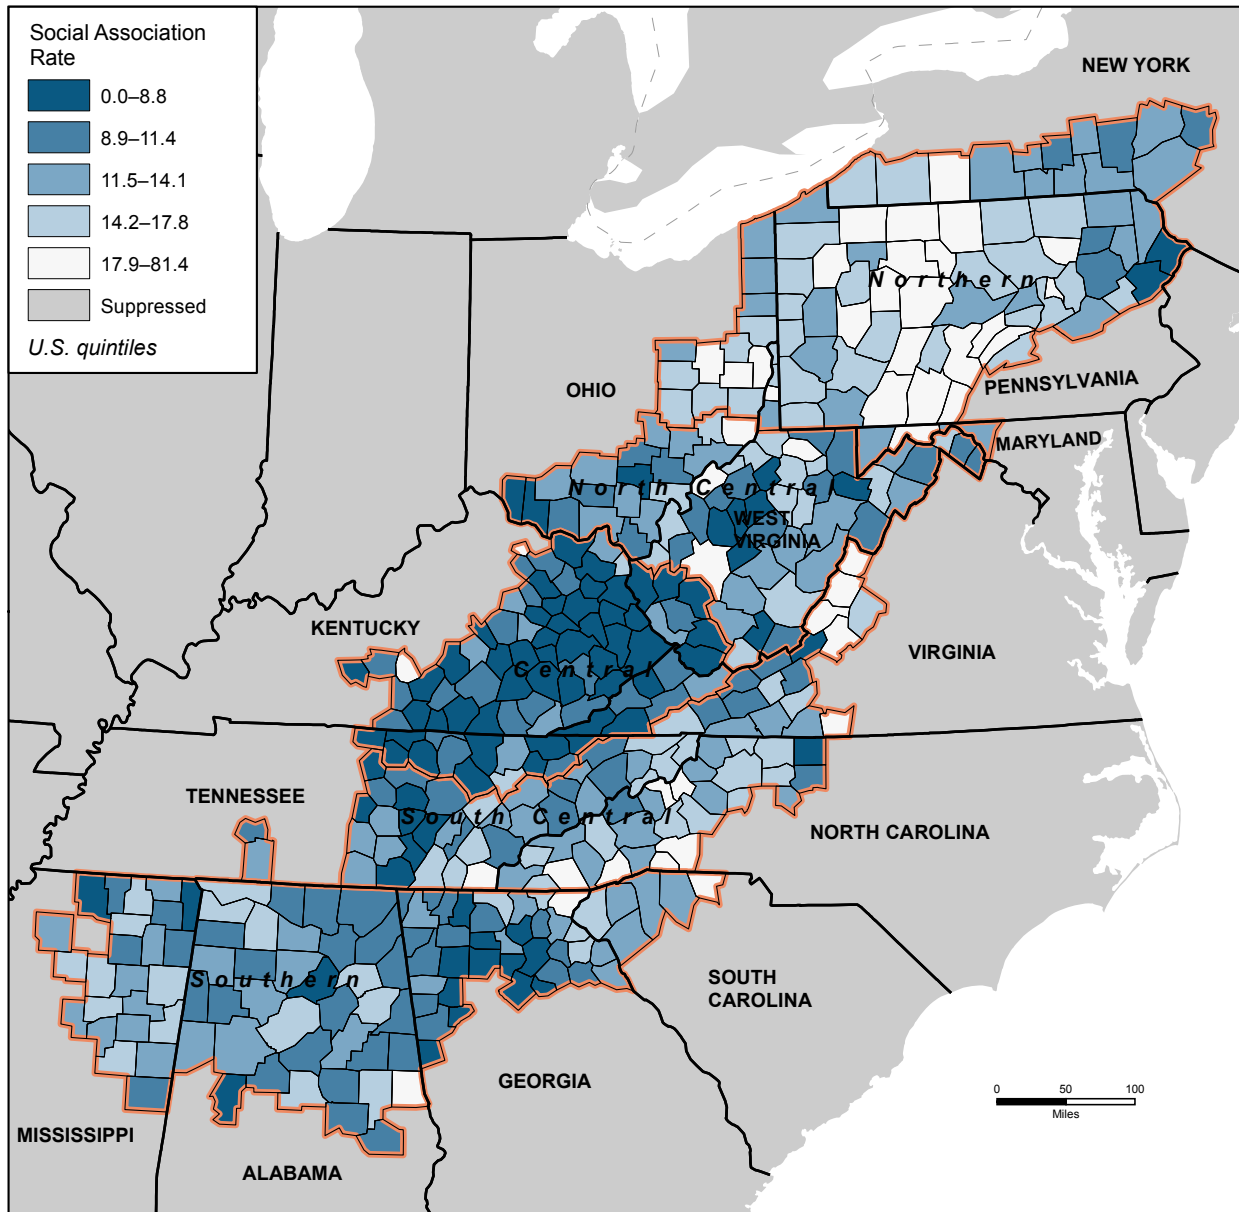 Social Association
Rate
0.0–8.8
8.9–11.4
11.5–14.1
14.2–17.8
17.9–81.4
Suppressed
U.S. quintiles
NEW YORK
Northern
PENNSYLVANIA
OHIO
MARYLAND
North Central
WEST
VIRGINIA
KENTUCKY
VIRGINIA
Central
TENNESSEE
South Central
NORTH CAROLINA
Southern
SOUTH
CAROLINA
GEORGIA
0 50 100
Miles
MISSISSIPPI
ALABAMA